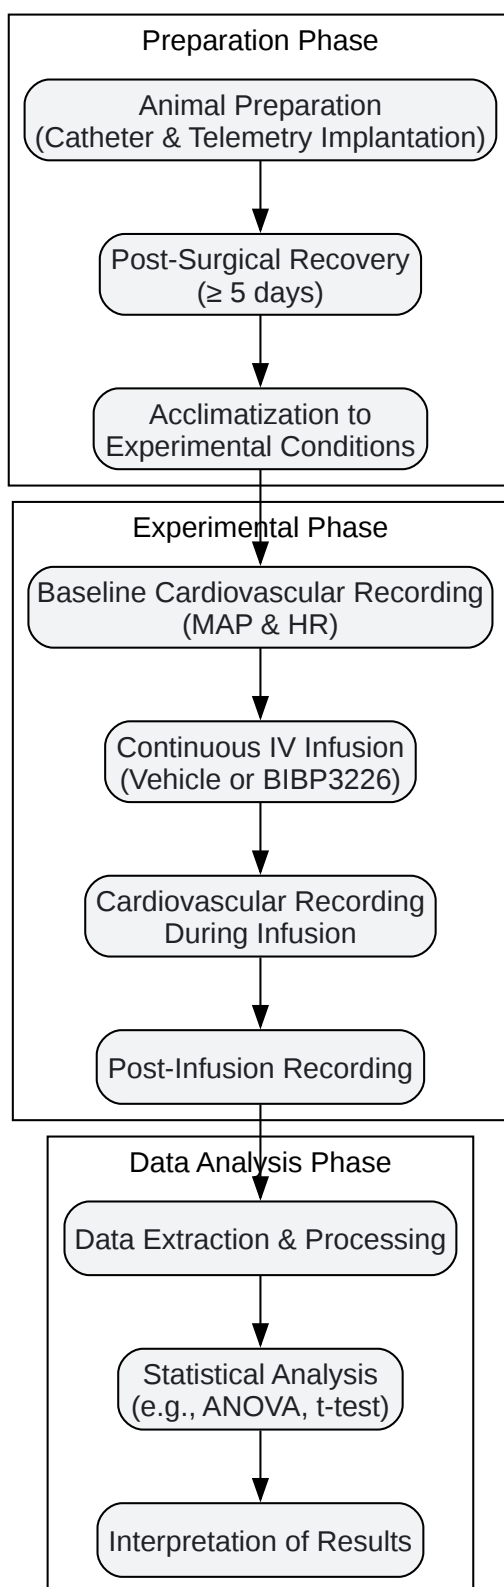 Preparation Phase
Animal Preparation
(Catheter & Telemetry Implantation)
Post-Surgical Recovery
(≥ 5 days)
Acclimatization to
Experimental Conditions
Experimental Phase
Baseline Cardiovascular Recording
(MAP & HR)
Continuous IV Infusion
(Vehicle or BIBP3226)
Cardiovascular Recording
During Infusion
Post-Infusion Recording
Data Analysis Phase
Data Extraction & Processing
Statistical Analysis
(e.g., ANOVA, t-test)
Interpretation of Results